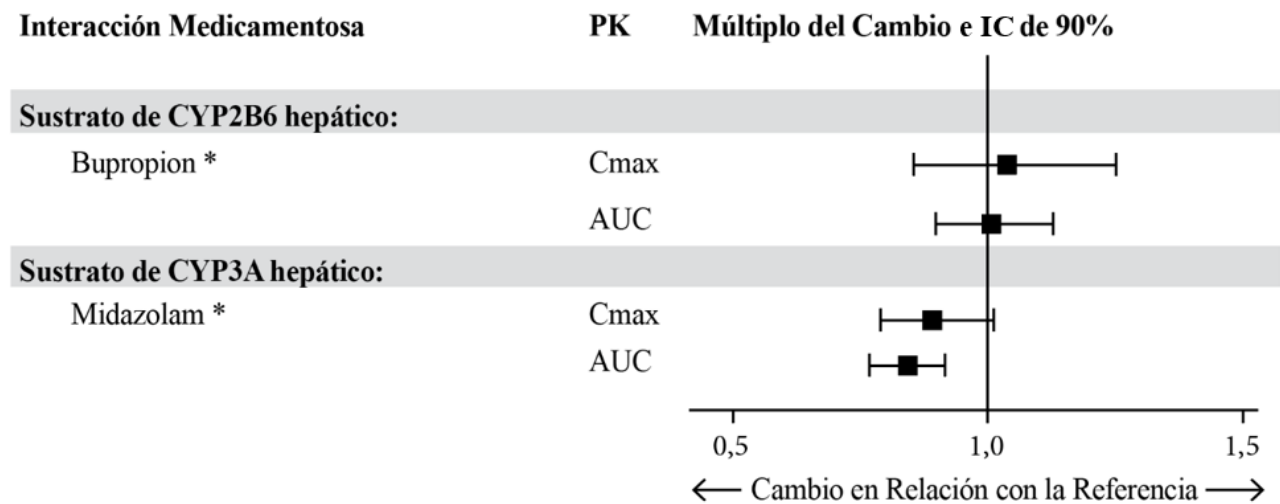 Interacción Medicamentosa PK Múltiplo del Cambio e IC de 90%
Sustrato de CYP2B6 hepático:
Bupropion * Cmax
AUC
Sustrato de CYP3A hepático:
Midazolam * Cmax
AUC
0,5 1,0 1,5
Cambio en Relación con la Referencia